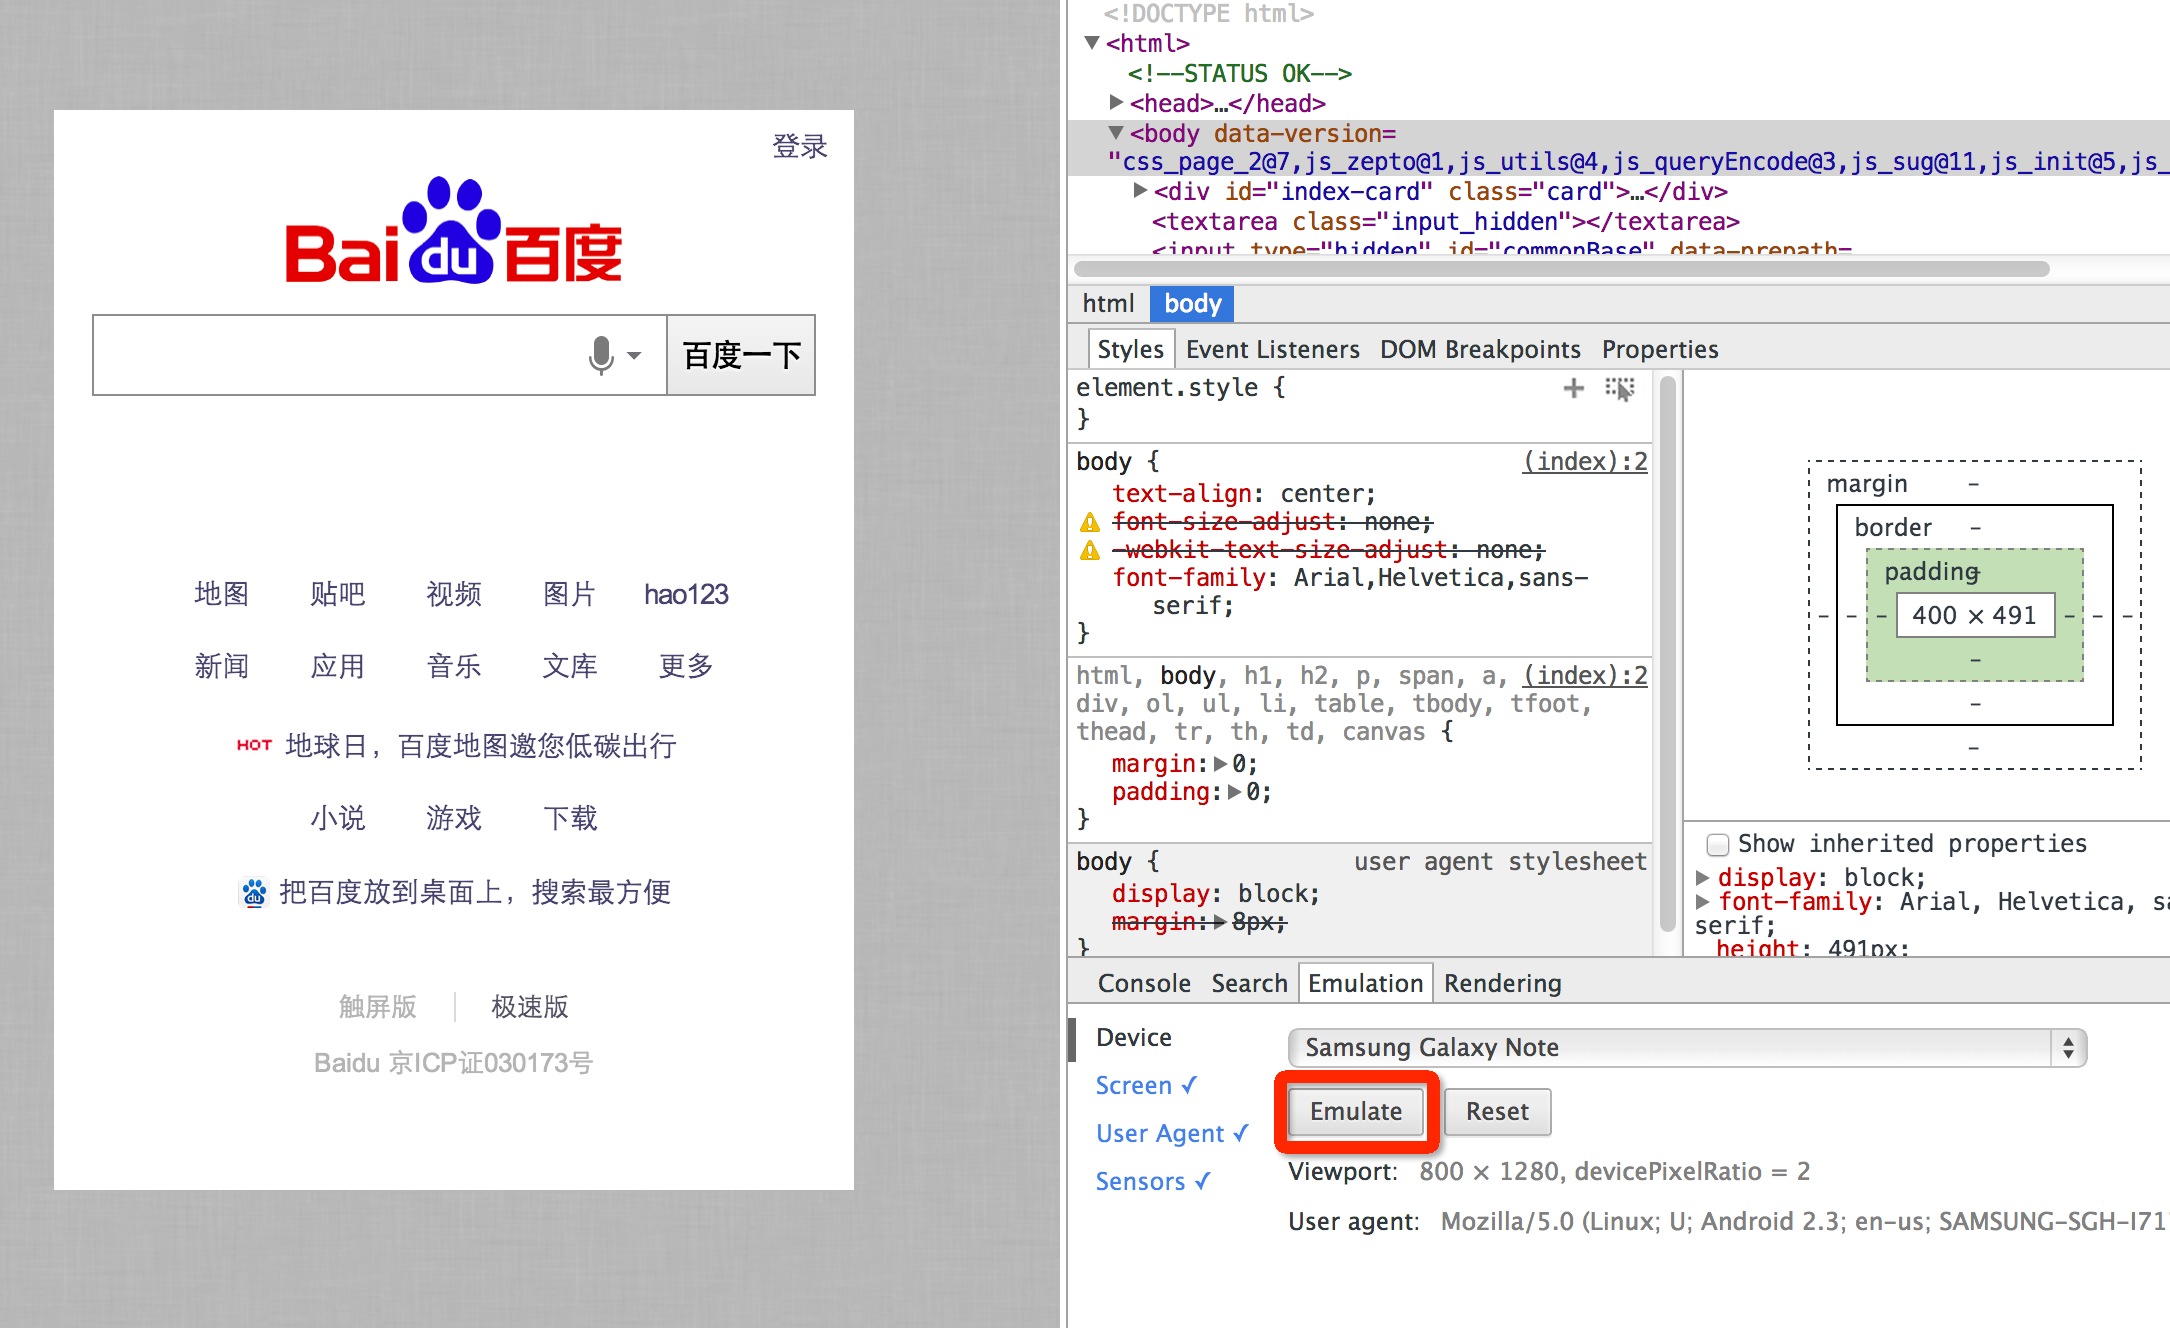 登录
Bai du 百度
百度一下
地图 贴吧 视频 图片 hao123
新闻 应用 音乐 文库 更多
HOT 地球日，百度地图邀您低碳出行
小说 游戏 下载
du 把百度放到桌面上，搜索最方便
触屏版 | 极速版
Baidu 京ICP证030173号
<!DOCTYPE html>
▼<html>
<!--STATUS OK-->
▶<head>…</head>
▼<body data-version=
"css_page_2@7,js_zepto@1,js_utils@4,js_queryEncode@3,js_sug@11,js_init@5,js_
▶<div id="index-card" class="card">…</div>
<textarea class="input_hidden"></textarea>
<input type="hidden" id="commonBase" data-prepath=
html body
Styles Event Listeners DOM Breakpoints Properties
element.style {
}
body { (index):2
text-align: center;
font-size-adjust: none;
-webkit-text-size-adjust: none;
font-family: Arial,Helvetica,sans-
serif;
}
html, body, h1, h2, p, span, a, (index):2
div, ol, ul, li, table, tbody, tfoot,
thead, tr, th, td, canvas {
margin:▶0;
padding:▶0;
}
body { user agent stylesheet
display: block;
margin:▶8px;
}
margin –
border –
padding –
– – – 400 × 491 – – –
–
–
–
Show inherited properties
▶ display: block;
▶ font-family: Arial, Helvetica, sa
serif;
height: 491px;
Console Search Emulation Rendering
Device
Screen ✓
User Agent ✓
Sensors ✓
Samsung Galaxy Note
Emulate Reset
Viewport: 800 × 1280, devicePixelRatio = 2
User agent: Mozilla/5.0 (Linux; U; Android 2.3; en-us; SAMSUNG-SGH-I71